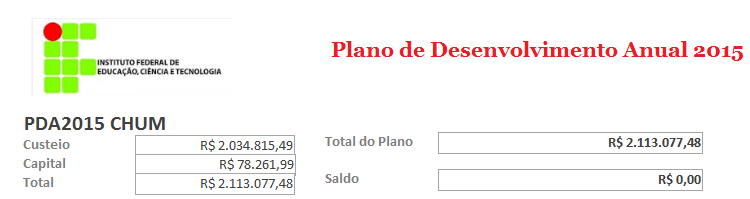 INSTITUTO FEDERAL DE
EDUCAÇÃO, CIÊNCIA E TECNOLOGIA
Plano de Desenvolvimento Anual 2015
PDA2015 CHUM
Custeio R$ 2.034.815,49
Capital R$ 78.261,99
Total R$ 2.113.077,48
Total do Plano R$ 2.113.077,48
Saldo R$ 0,00